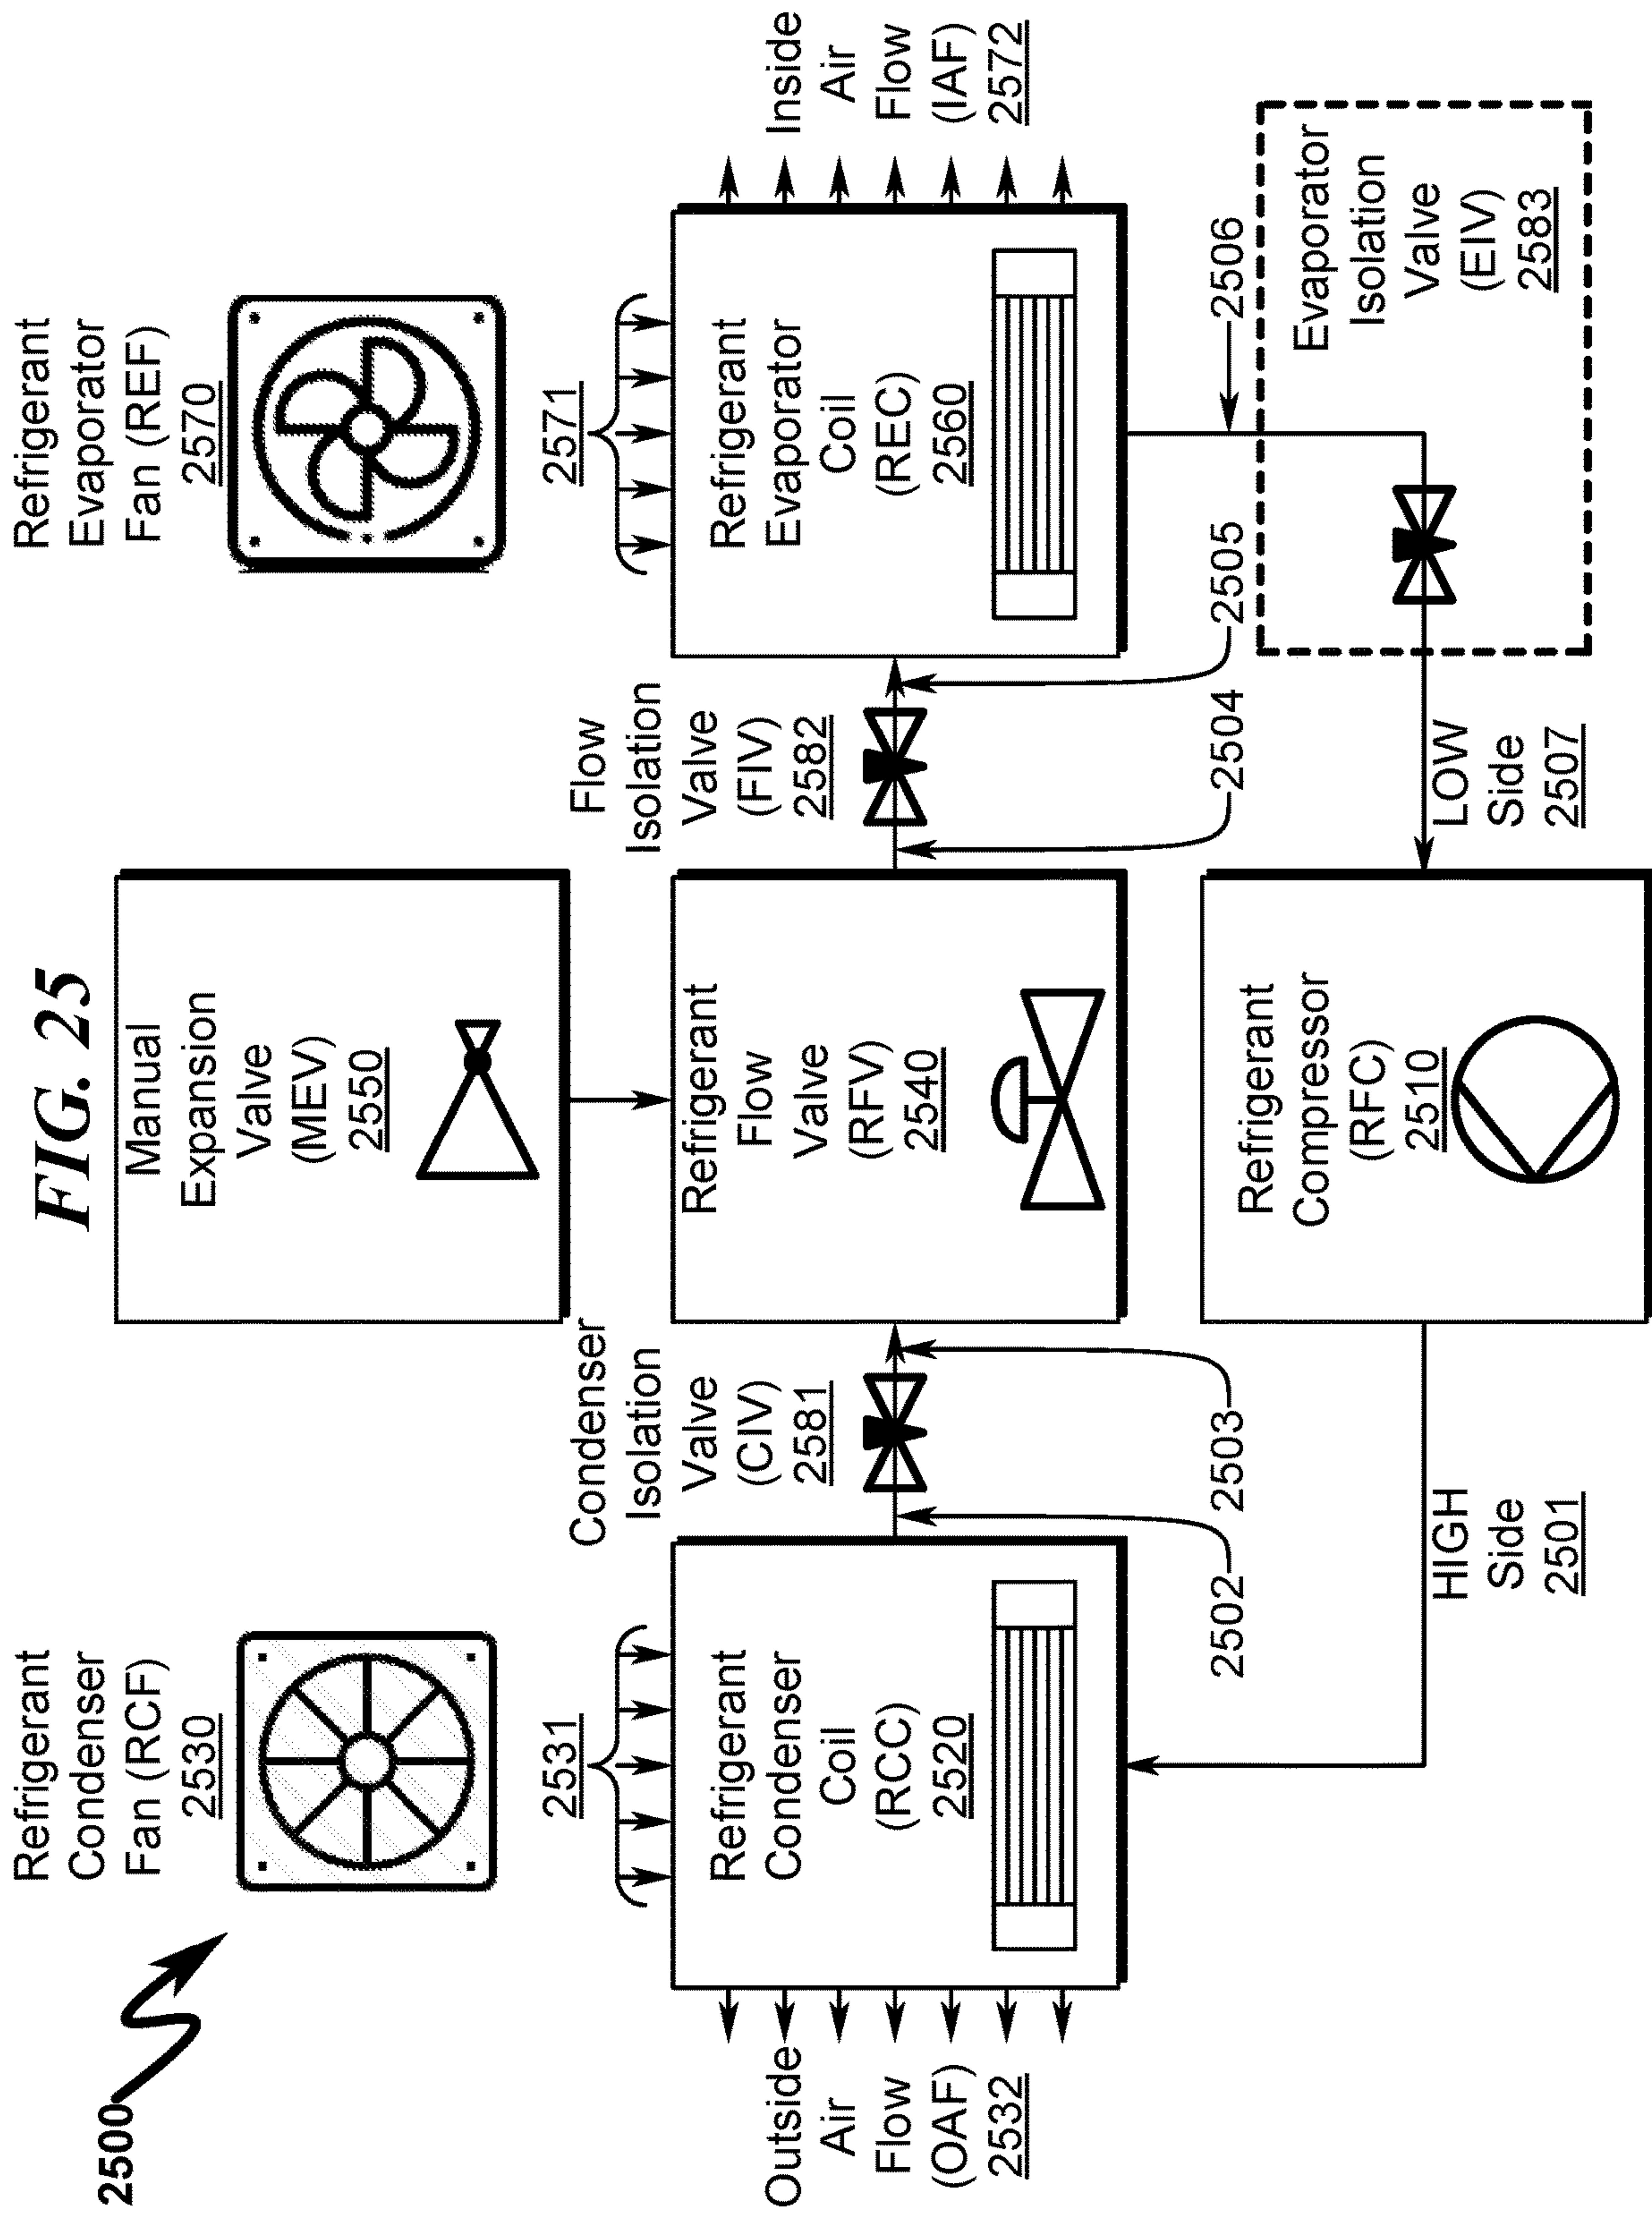 FIG. 25
2500
Refrigerant
Condenser
Fan (RCF)
2530
Refrigerant
Evaporator
Fan (REF)
2570
Manual
Expansion
Valve
(MEV)
2550
2531
Condenser
Isolation
Valve
(CIV)
2581
Flow
Isolation
Valve
(FIV)
2582
2571
Outside
Air
Flow
(OAF)
2532
Refrigerant
Condenser
Coil
(RCC)
2520
Refrigerant
Flow
Valve
(RFV)
2540
Refrigerant
Evaporator
Coil
(REC)
2560
Inside
Air
Flow
(IAF)
2572
2502
2503
2504
2505
2506
HIGH
Side
2501
Refrigerant
Compressor
(RFC)
2510
LOW
Side
2507
Evaporator
Isolation
Valve
(EIV)
2583